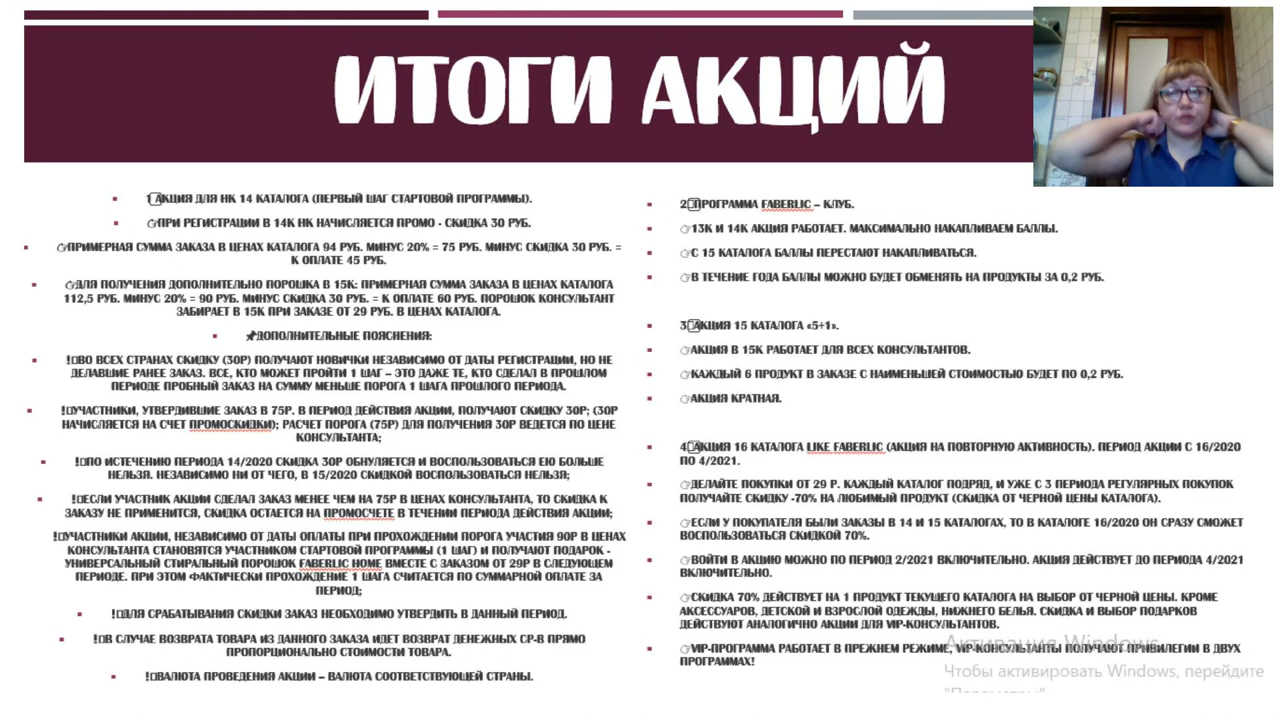 ИТОГИ АКЦИЙ
1 АКЦИЯ ДЛЯ НК 14 КАТАЛОГА (ПЕРВЫЙ ШАГ СТАРТОВОЙ ПРОГРАММЫ).
👉ПРИ РЕГИСТРАЦИИ В 14К НК НАЧИСЛЯЕТСЯ ПРОМО - СКИДКА 30 РУБ.
👉ПРИМЕРНАЯ СУММА ЗАКАЗА В ЦЕНАХ КАТАЛОГА 94 РУБ. МИНУС 20% = 75 РУБ. МИНУС СКИДКА 30 РУБ. =
К ОПЛАТЕ 45 РУБ.
👉ДЛЯ ПОЛУЧЕНИЯ ДОПОЛНИТЕЛЬНО ПОРОШКА В 15К: ПРИМЕРНАЯ СУММА ЗАКАЗА В ЦЕНАХ КАТАЛОГА
112,5 РУБ. МИНУС 20% = 90 РУБ. МИНУС СКИДКА 30 РУБ. = К ОПЛАТЕ 60 РУБ. ПОРОШОК КОНСУЛЬТАНТ
ЗАБИРАЕТ В 15К ПРИ ЗАКАЗЕ ОТ 29 РУБ. В ЦЕНАХ КАТАЛОГА.
📌ДОПОЛНИТЕЛЬНЫЕ ПОЯСНЕНИЯ:
!ВО ВСЕХ СТРАНАХ СКИДКУ (30Р) ПОЛУЧАЮТ НОВИЧКИ НЕЗАВИСИМО ОТ ДАТЫ РЕГИСТРАЦИИ, НО НЕ
ДЕЛАВШИЕ РАНЕЕ ЗАКАЗ. ВСЕ, КТО МОЖЕТ ПРОЙТИ 1 ШАГ – ЭТО ДАЖЕ ТЕ, КТО СДЕЛАЛ В ПРОШЛОМ
ПЕРИОДЕ ПРОБНЫЙ ЗАКАЗ НА СУММУ МЕНЬШЕ ПОРОГА 1 ШАГА ПРОШЛОГО ПЕРИОДА.
!УЧАСТНИКИ, УТВЕРДИВШИЕ ЗАКАЗ В 75Р. В ПЕРИОД ДЕЙСТВИЯ АКЦИИ, ПОЛУЧАЮТ СКИДКУ 30Р; (30Р
НАЧИСЛЯЕТСЯ НА СЧЕТ ПРОМОСКИДКИ); РАСЧЕТ ПОРОГА (75Р) ДЛЯ ПОЛУЧЕНИЯ 30Р ВЕДЕТСЯ ПО ЦЕНЕ
КОНСУЛЬТАНТА;
!ПО ИСТЕЧЕНИЮ ПЕРИОДА 14/2020 СКИДКА 30Р ОБНУЛЯЕТСЯ И ВОСПОЛЬЗОВАТЬСЯ ЕЮ БОЛЬШЕ
НЕЛЬЗЯ. НЕЗАВИСИМО НИ ОТ ЧЕГО, В 15/2020 СКИДКОЙ ВОСПОЛЬЗОВАТЬСЯ НЕЛЬЗЯ;
!ЕСЛИ УЧАСТНИК АКЦИИ СДЕЛАЛ ЗАКАЗ МЕНЕЕ ЧЕМ НА 75Р В ЦЕНАХ КОНСУЛЬТАНТА, ТО СКИДКА К
ЗАКАЗУ НЕ ПРИМЕНИТСЯ, СКИДКА ОСТАЕТСЯ НА ПРОМОСЧЕТЕ В ТЕЧЕНИИ ПЕРИОДА ДЕЙСТВИЯ АКЦИИ;
!УЧАСТНИКИ АКЦИИ, НЕЗАВИСИМО ОТ ДАТЫ ОПЛАТЫ ПРИ ПРОХОЖДЕНИИ ПОРОГА УЧАСТИЯ 90Р В ЦЕНАХ
КОНСУЛЬТАНТА СТАНОВЯТСЯ УЧАСТНИКОМ СТАРТОВОЙ ПРОГРАММЫ (1 ШАГ) И ПОЛУЧАЮТ ПОДАРОК -
УНИВЕРСАЛЬНЫЙ СТИРАЛЬНЫЙ ПОРОШОК FABERLIC HOME ВМЕСТЕ С ЗАКАЗОМ ОТ 29Р В СЛЕДУЮЩЕМ
ПЕРИОДЕ. ПРИ ЭТОМ ФАКТИЧЕСКИ ПРОХОЖДЕНИЕ 1 ШАГА СЧИТАЕТСЯ ПО СУММАРНОЙ ОПЛАТЕ ЗА
ПЕРИОД;
!ДЛЯ СРАБАТЫВАНИЯ СКИДКИ ЗАКАЗ НЕОБХОДИМО УТВЕРДИТЬ В ДАННЫЙ ПЕРИОД.
!В СЛУЧАЕ ВОЗВРАТА ТОВАРА ИЗ ДАННОГО ЗАКАЗА ИДЕТ ВОЗВРАТ ДЕНЕЖНЫХ СР-В ПРЯМО
ПРОПОРЦИОНАЛЬНО СТОИМОСТИ ТОВАРА.
!ВАЛЮТА ПРОВЕДЕНИЯ АКЦИИ – ВАЛЮТА СООТВЕТСТВУЮЩЕЙ СТРАНЫ.
2 ПРОГРАММА FABERLIC – КЛУБ.
👉13К И 14К АКЦИЯ РАБОТАЕТ. МАКСИМАЛЬНО НАКАПЛИВАЕМ БАЛЛЫ.
👉С 15 КАТАЛОГА БАЛЛЫ ПЕРЕСТАЮТ НАКАПЛИВАТЬСЯ.
👉В ТЕЧЕНИЕ ГОДА БАЛЛЫ МОЖНО БУДЕТ ОБМЕНЯТЬ НА ПРОДУКТЫ ЗА 0,2 РУБ.
3 АКЦИЯ 15 КАТАЛОГА «5+1».
👉АКЦИЯ В 15К РАБОТАЕТ ДЛЯ ВСЕХ КОНСУЛЬТАНТОВ.
👉КАЖДЫЙ 6 ПРОДУКТ В ЗАКАЗЕ С НАИМЕНЬШЕЙ СТОИМОСТЬЮ БУДЕТ ПО 0,2 РУБ.
👉АКЦИЯ КРАТНАЯ.
4 АКЦИЯ 16 КАТАЛОГА LIKE FABERLIC (АКЦИЯ НА ПОВТОРНУЮ АКТИВНОСТЬ). ПЕРИОД АКЦИИ С 16/2020
ПО 4/2021.
👉ДЕЛАЙТЕ ПОКУПКИ ОТ 29 Р. КАЖДЫЙ КАТАЛОГ ПОДРЯД, И УЖЕ С 3 ПЕРИОДА РЕГУЛЯРНЫХ ПОКУПОК
ПОЛУЧАЙТЕ СКИДКУ -70% НА ЛЮБИМЫЙ ПРОДУКТ (СКИДКА ОТ ЧЕРНОЙ ЦЕНЫ КАТАЛОГА).
👉ЕСЛИ У ПОКУПАТЕЛЯ БЫЛИ ЗАКАЗЫ В 14 И 15 КАТАЛОГАХ, ТО В КАТАЛОГЕ 16/2020 ОН СРАЗУ СМОЖЕТ
ВОСПОЛЬЗОВАТЬСЯ СКИДКОЙ 70%.
👉ВОЙТИ В АКЦИЮ МОЖНО ПО ПЕРИОД 2/2021 ВКЛЮЧИТЕЛЬНО. АКЦИЯ ДЕЙСТВУЕТ ДО ПЕРИОДА 4/2021
ВКЛЮЧИТЕЛЬНО.
👉СКИДКА 70% ДЕЙСТВУЕТ НА 1 ПРОДУКТ ТЕКУЩЕГО КАТАЛОГА НА ВЫБОР ОТ ЧЕРНОЙ ЦЕНЫ. КРОМЕ
АКСЕССУАРОВ, ДЕТСКОЙ И ВЗРОСЛОЙ ОДЕЖДЫ, НИЖНЕГО БЕЛЬЯ. СКИДКА И ВЫБОР ПОДАРКОВ
ДЕЙСТВУЮТ АНАЛОГИЧНО АКЦИИ ДЛЯ VIP-КОНСУЛЬТАНТОВ.
👉VIP-ПРОГРАММА РАБОТАЕТ В ПРЕЖНЕМ РЕЖИМЕ, VIP-КОНСУЛЬТАНТЫ ПОЛУЧАЮТ ПРИВИЛЕГИИ В ДВУХ
ПРОГРАММАХ!
Активация Windows
Чтобы активировать Windows, перейдите
"Параметры"